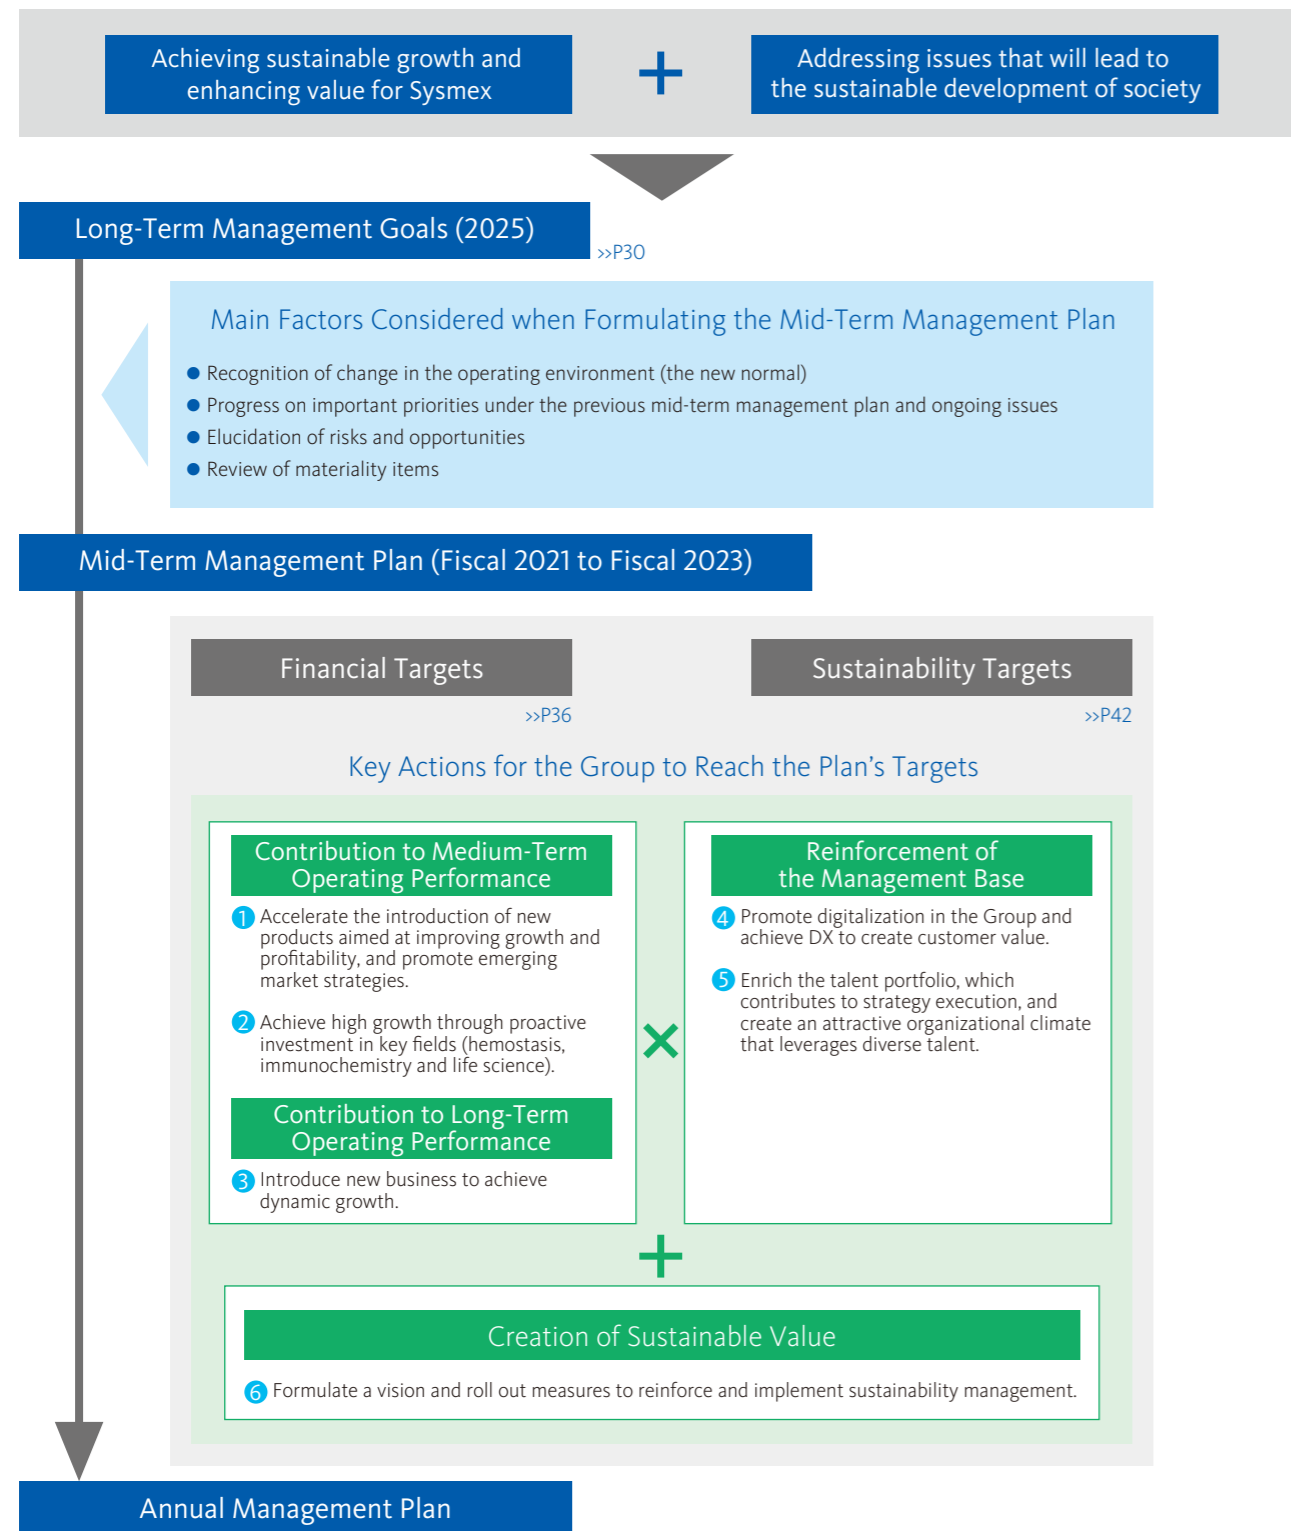 Achieving sustainable growth and
enhancing value for Sysmex
+
Addressing issues that will lead to
the sustainable development of society
Long-Term Management Goals (2025)
>>P30
Main Factors Considered when Formulating the Mid-Term Management Plan
● Recognition of change in the operating environment (the new normal)
● Progress on important priorities under the previous mid-term management plan and ongoing issues
● Elucidation of risks and opportunities
● Review of materiality items
Mid-Term Management Plan (Fiscal 2021 to Fiscal 2023)
Financial Targets
>>P36
Sustainability Targets
>>P42
Key Actions for the Group to Reach the Plan’s Targets
Contribution to Medium-Term
Operating Performance
1 Accelerate the introduction of new
products aimed at improving growth and
profitability, and promote emerging
market strategies.
2 Achieve high growth through proactive
investment in key fields (hemostasis,
immunochemistry and life science).
Contribution to Long-Term
Operating Performance
3 Introduce new business to achieve
dynamic growth.
×
Reinforcement of
the Management Base
4 Promote digitalization in the Group and
achieve DX to create customer value.
5 Enrich the talent portfolio, which
contributes to strategy execution, and
create an attractive organizational climate
that leverages diverse talent.
+
Creation of Sustainable Value
6 Formulate a vision and roll out measures to reinforce and implement sustainability management.
Annual Management Plan